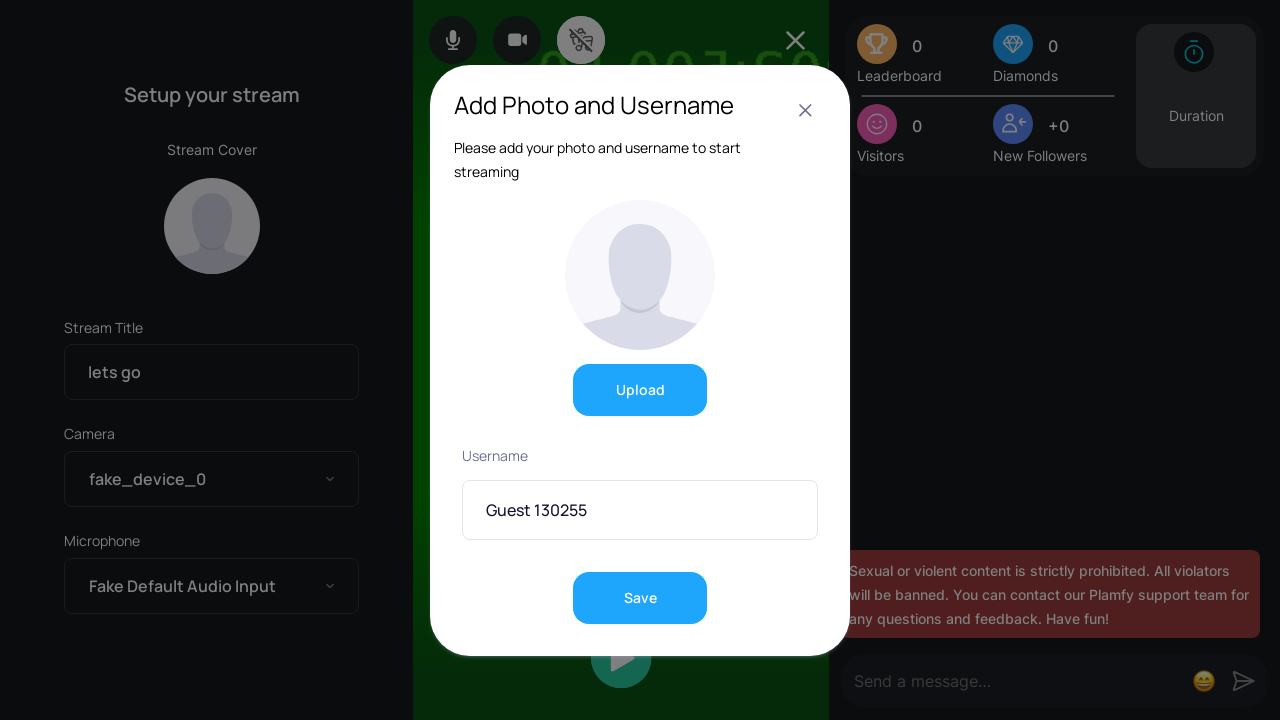 Setup your stream
Stream Cover
Stream Title
lets go
Camera
fake_device_0
Microphone
Fake Default Audio Input
Add Photo and Username
Please add your photo and username to start
streaming
Upload
Username
Guest 130255
Save
0
Leaderboard
0
Diamonds
0
Visitors
+0
New Followers
Duration
Sexual or violent content is strictly prohibited. All violators
will be banned. You can contact our Plamfy support team for
any questions and feedback. Have fun!
Send a message...